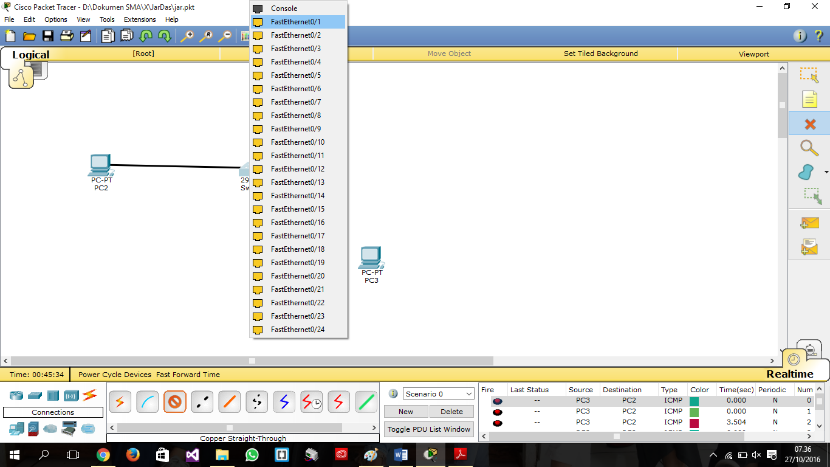 Cisco Packet Tracer - D:\Dokumen SMA\X\JarDas\jar.pkt
File Edit Options View Tools Extensions Help
Logical
[Root]
Move Object
Set Tiled Background
Viewport
Console
FastEthernet0/1
FastEthernet0/2
FastEthernet0/3
FastEthernet0/4
FastEthernet0/5
FastEthernet0/6
FastEthernet0/7
FastEthernet0/8
FastEthernet0/9
FastEthernet0/10
FastEthernet0/11
FastEthernet0/12
FastEthernet0/13
FastEthernet0/14
FastEthernet0/15
FastEthernet0/16
FastEthernet0/17
FastEthernet0/18
FastEthernet0/19
FastEthernet0/20
FastEthernet0/21
FastEthernet0/22
FastEthernet0/23
FastEthernet0/24
PC-PT
PC2
29
Sw
PC-PT
PC3
Time: 00:45:34
Power Cycle Devices Fast Forward Time
Realtime
Connections
Copper Straight-Through
Scenario 0
New
Delete
Toggle PDU List Window
Fire Last Status Source Destination Type Color Time(sec) Periodic Num
-- PC3 PC2 ICMP 0.000 N 0
-- PC3 PC2 ICMP 0.000 N 1
-- PC3 PC2 ICMP 3.504 N 2
07.36
27/10/2016